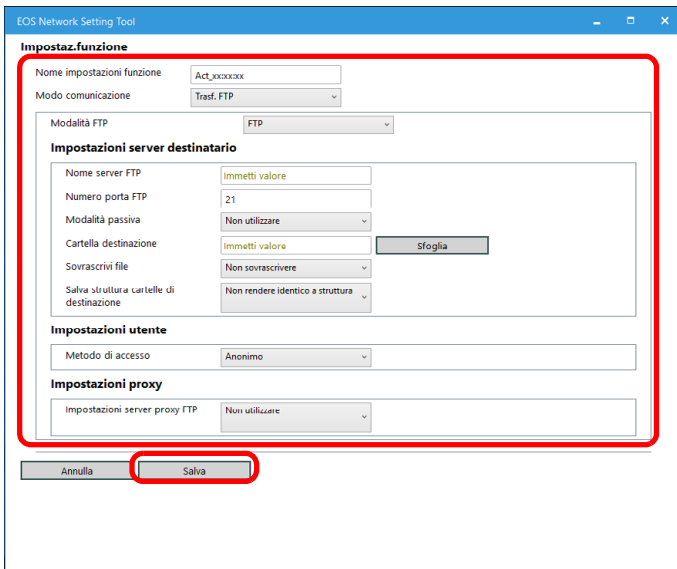 EOS Network Setting Tool
Impostaz.funzione
Nome impostazioni funzione Act_xx:xx:xx
Modo comunicazione Trasf. FTP
Modalità FTP FTP
Impostazioni server destinatario
Nome server FTP Immetti valore
Numero porta FTP 21
Modalità passiva Non utilizzare
Cartella destinazione Immetti valore Sfoglia
Sovrascrivi file Non sovrascrivere
Salva struttura cartelle di destinazione Non rendere identico a struttura
Impostazioni utente
Metodo di accesso Anonimo
Impostazioni proxy
Impostazioni server proxy FTP Non utilizzare
Annulla Salva